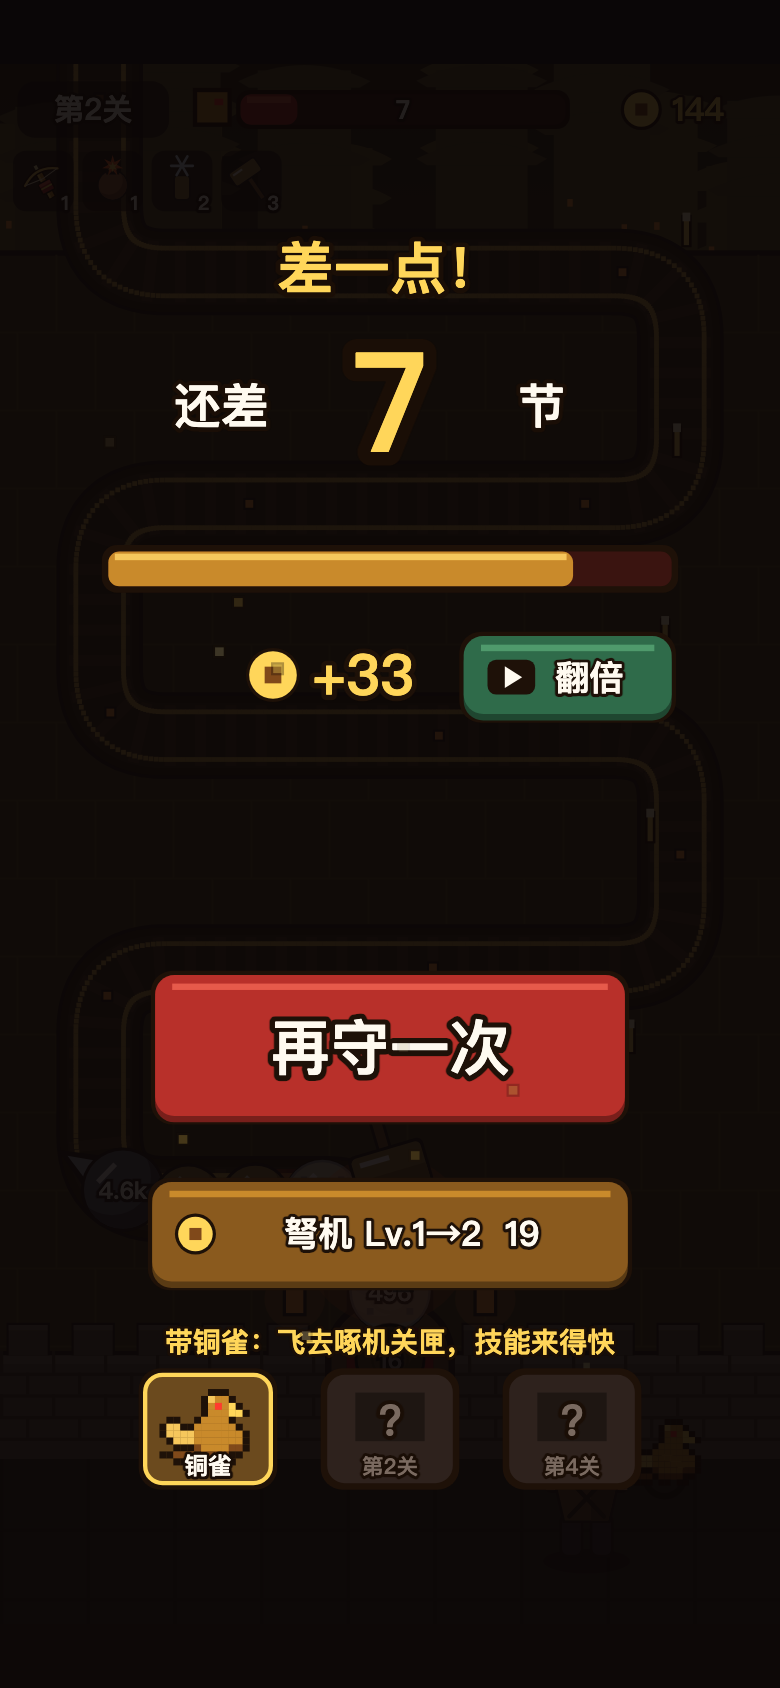 第2关
7
144
1
1
2
3
差一点!
还差 7 节
+33
翻倍
再守一次
4.6k
弩机 Lv.1→2 19
带铜雀：飞去啄机关匣，技能来得快
铜雀
?
第2关
?
第4关